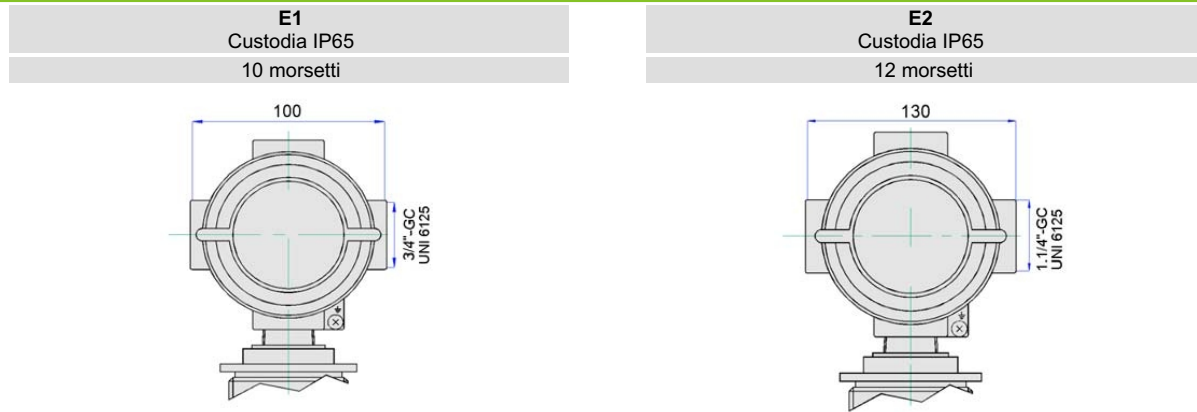 E1
Custodia IP65
10 morsetti
100
3/4"-GC
UNI 6125
E2
Custodia IP65
12 morsetti
130
1.1/4"-GC
UNI 6125